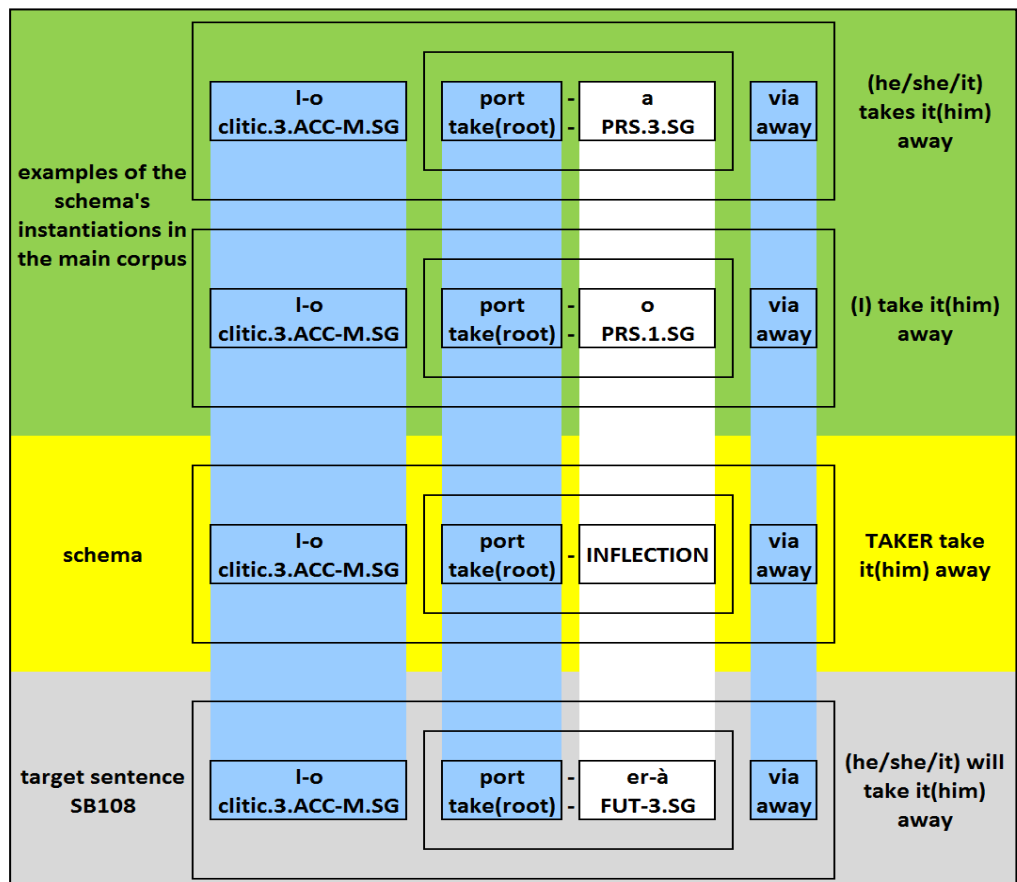 examples of the
schema's
instantiations in
the main corpus
l-o
clitic.3.ACC-M.SG
port - a
take(root) - PRS.3.SG
via
away
(he/she/it)
takes it(him)
away
l-o
clitic.3.ACC-M.SG
port - o
take(root) - PRS.1.SG
via
away
(I) take it(him)
away
schema
l-o
clitic.3.ACC-M.SG
port
take(root)
- INFLECTION
via
away
TAKER take
it(him) away
target sentence
SB108
l-o
clitic.3.ACC-M.SG
port - er-à
take(root) - FUT-3.SG
via
away
(he/she/it) will
take it(him)
away